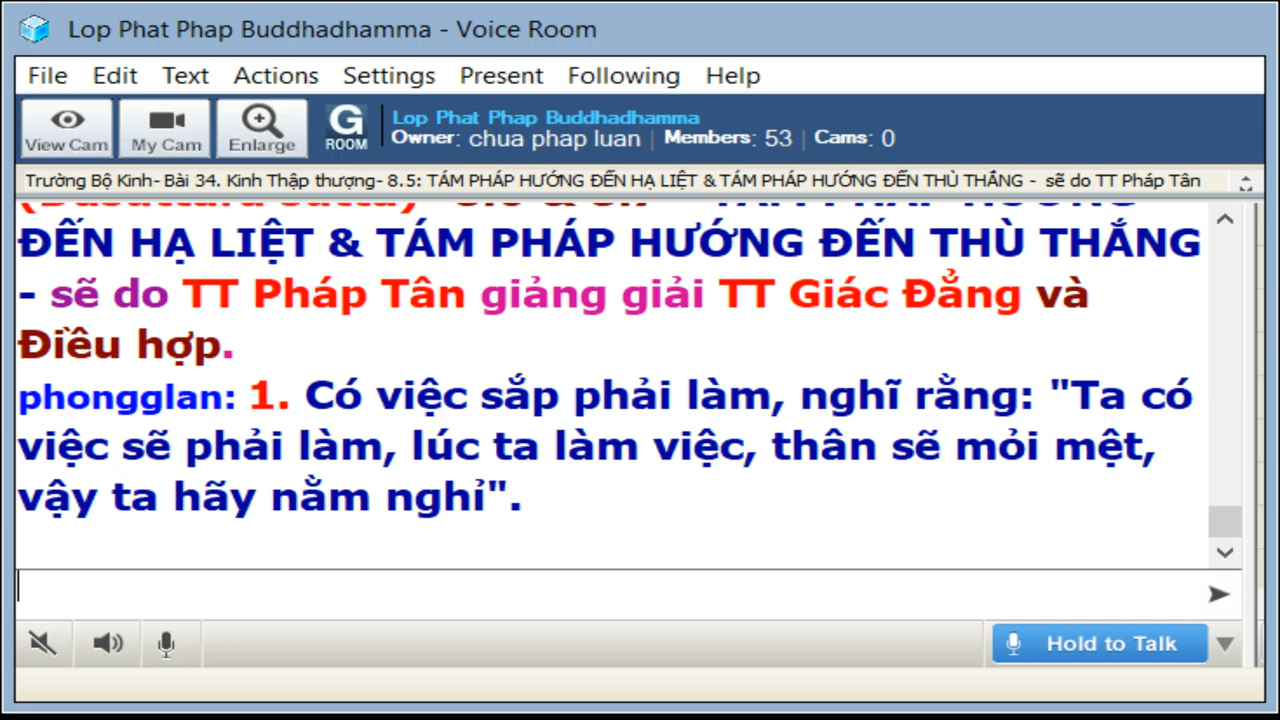 Lop Phat Phap Buddhadhamma - Voice Room
File Edit Text Actions Settings Present Following Help
View Cam My Cam Enlarge G ROOM
Lop Phat Phap Buddhadhamma
Owner: chua phap luan | Members: 53 | Cams: 0
Trường Bộ Kinh- Bài 34. Kinh Thập thượng- 8.5: TÁM PHÁP HƯỚNG ĐẾN HẠ LIỆT & TÁM PHÁP HƯỚNG ĐẾN THÙ THẮNG - sẽ do TT Pháp Tân
ĐẾN HẠ LIỆT & TÁM PHÁP HƯỚNG ĐẾN THÙ THẮNG
- sẽ do TT Pháp Tân giảng giải TT Giác Đẳng và
Điều hợp.
phongglan: 1. Có việc sắp phải làm, nghĩ rằng: "Ta có
việc sẽ phải làm, lúc ta làm việc, thân sẽ mỏi mệt,
vậy ta hãy nằm nghỉ".
Hold to Talk